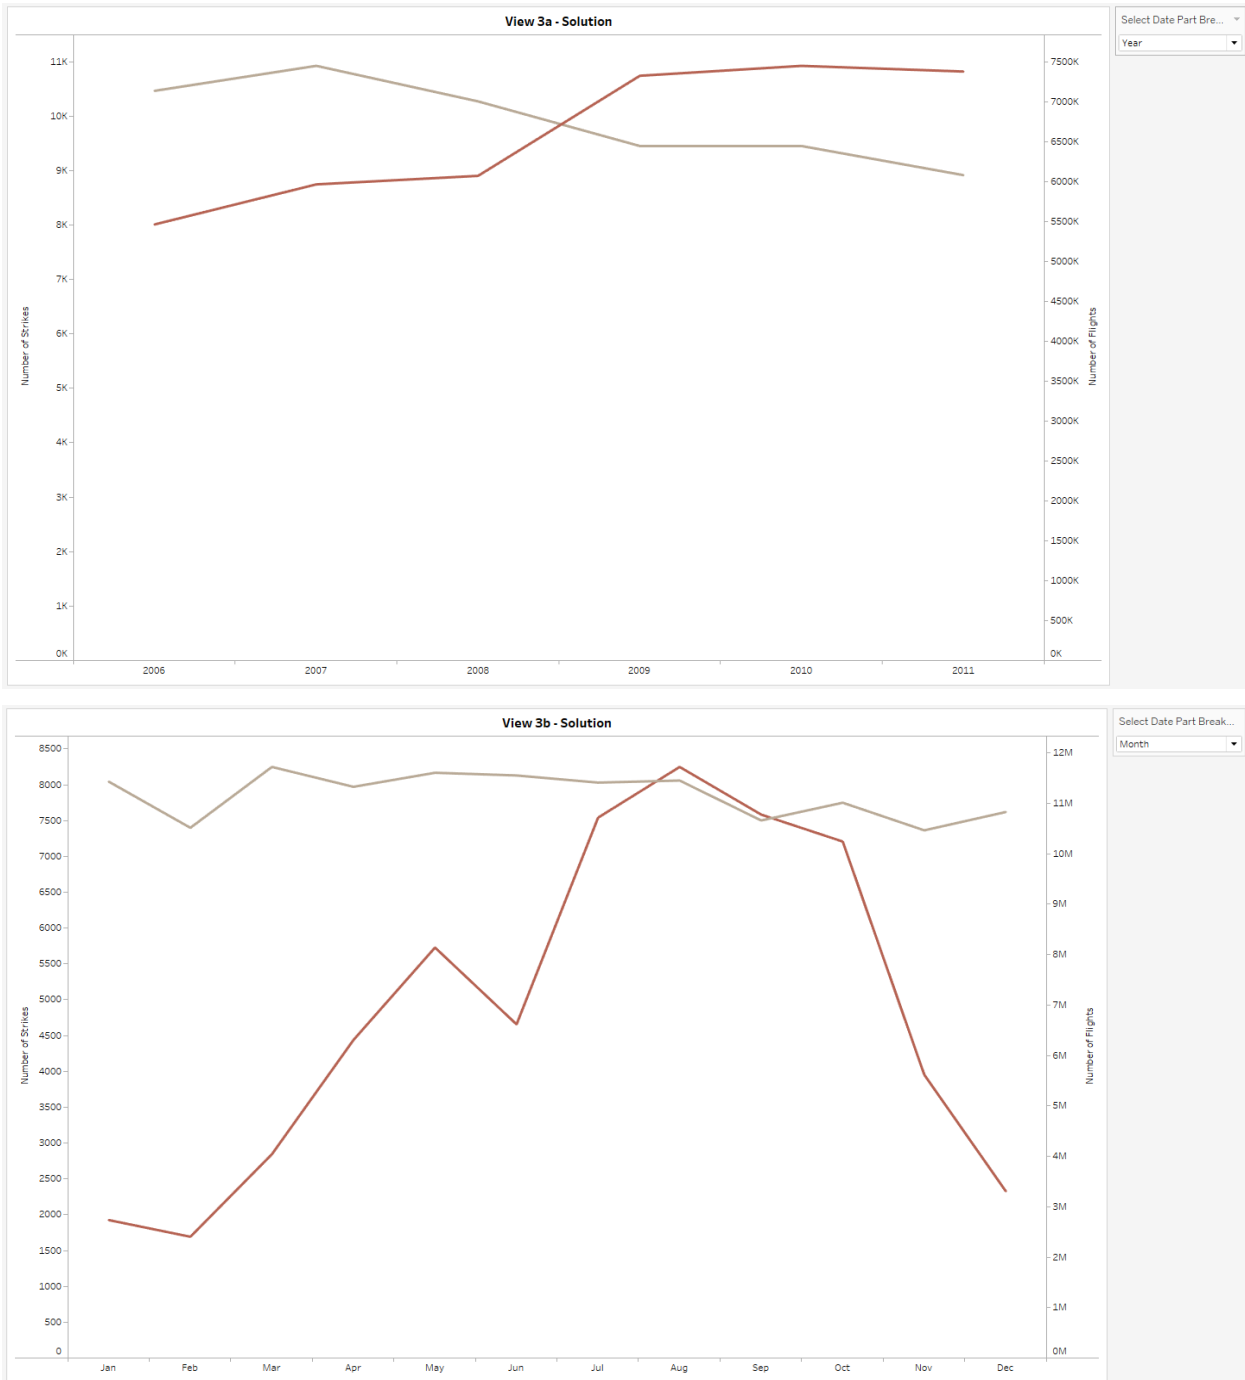 View 3a - Solution
Select Date Part Bre...
Year
11K
10K
9K
8K
7K
6K
5K
4K
3K
2K
1K
0K
Number of Strikes
7500K
7000K
6500K
6000K
5500K
5000K
4500K
4000K
3500K
3000K
2500K
2000K
1500K
1000K
500K
0K
Number of Flights
2006 2007 2008 2009 2010 2011
View 3b - Solution
Select Date Part Break...
Month
8500
8000
7500
7000
6500
6000
5500
5000
4500
4000
3500
3000
2500
2000
1500
1000
500
0
Number of Strikes
12M
11M
10M
9M
8M
7M
6M
5M
4M
3M
2M
1M
0M
Number of Flights
Jan Feb Mar Apr May Jun Jul Aug Sep Oct Nov Dec